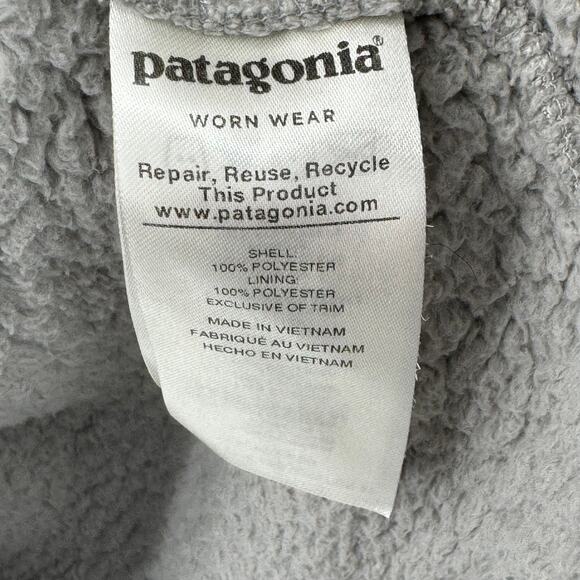 patagonia®
WORN WEAR
Repair, Reuse, Recycle
This Product
www.patagonia.com
SHELL:
100% POLYESTER
LINING:
100% POLYESTER
EXCLUSIVE OF TRIM
MADE IN VIETNAM
FABRIQUÉ AU VIETNAM
HECHO EN VIETNAM